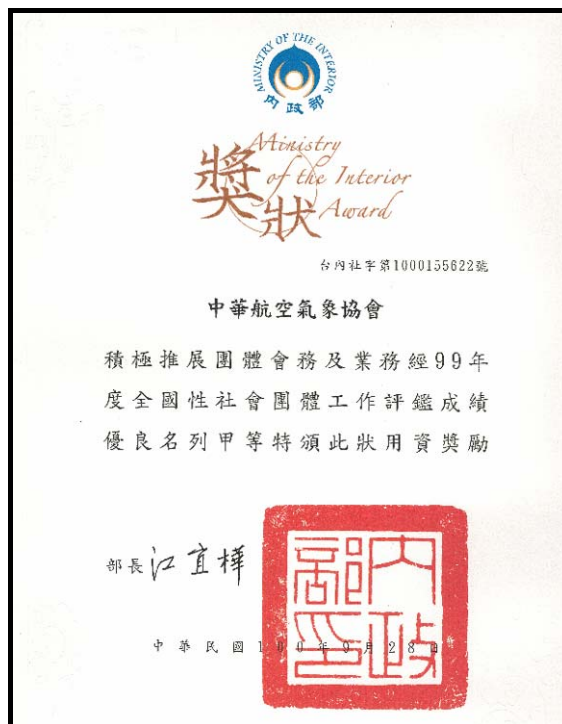 MINISTRY OF THE INTERIOR
內政部
Ministry
of the Interior
Award
獎狀
台內社字第1000155622號
中華航空氣象協會
積極推展團體會務及業務經99年
度全國性社會團體工作評鑑成績
優良名列甲等特頒此狀用資獎勵
部長江宜樺
內政部印
中華民國100年9月28日